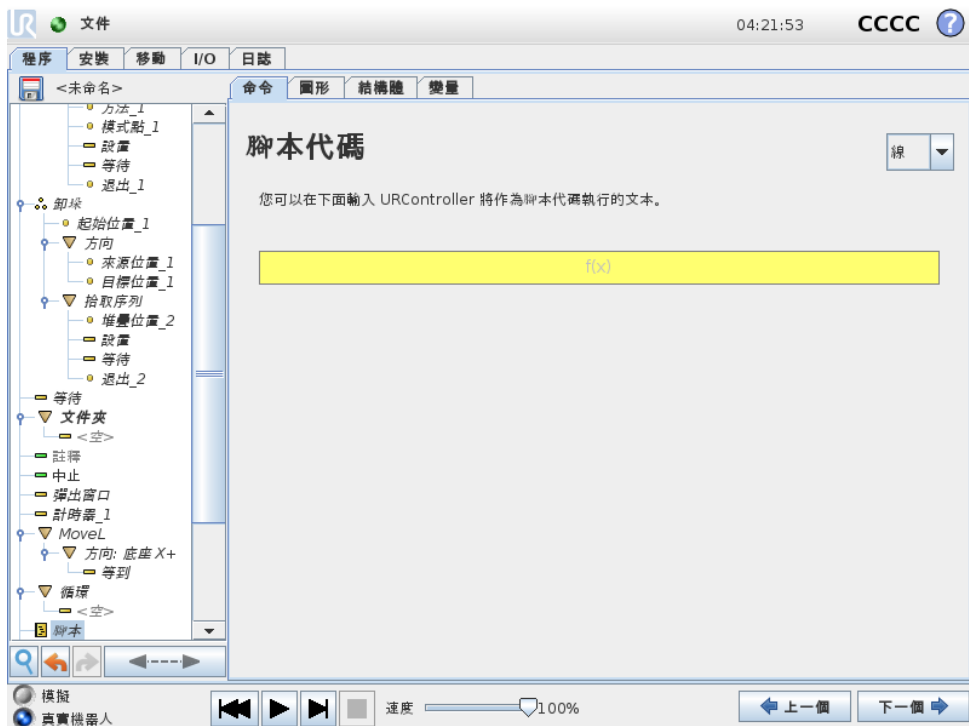 UR 文件 04:21:53 CCCC ?
程序 安裝 移動 I/O 日誌
<未命名>
命令 圖形 結構體 變量
方法_1
模式點_1
設置
等待
退出_1
卸垛
起始位置_1
方向
來源位置_1
目標位置_1
拾取序列
堆疊位置_2
設置
等待
退出_2
等待
文件夾
<空>
註釋
中止
彈出窗口
計時器_1
MoveL
方向: 底座 X+
等到
循環
<空>
腳本
腳本代碼
線
您可以在下面輸入 URController 將作為腳本代碼執行的文本。
f(x)
模擬
真實機器人
速度 100%
上一個 下一個